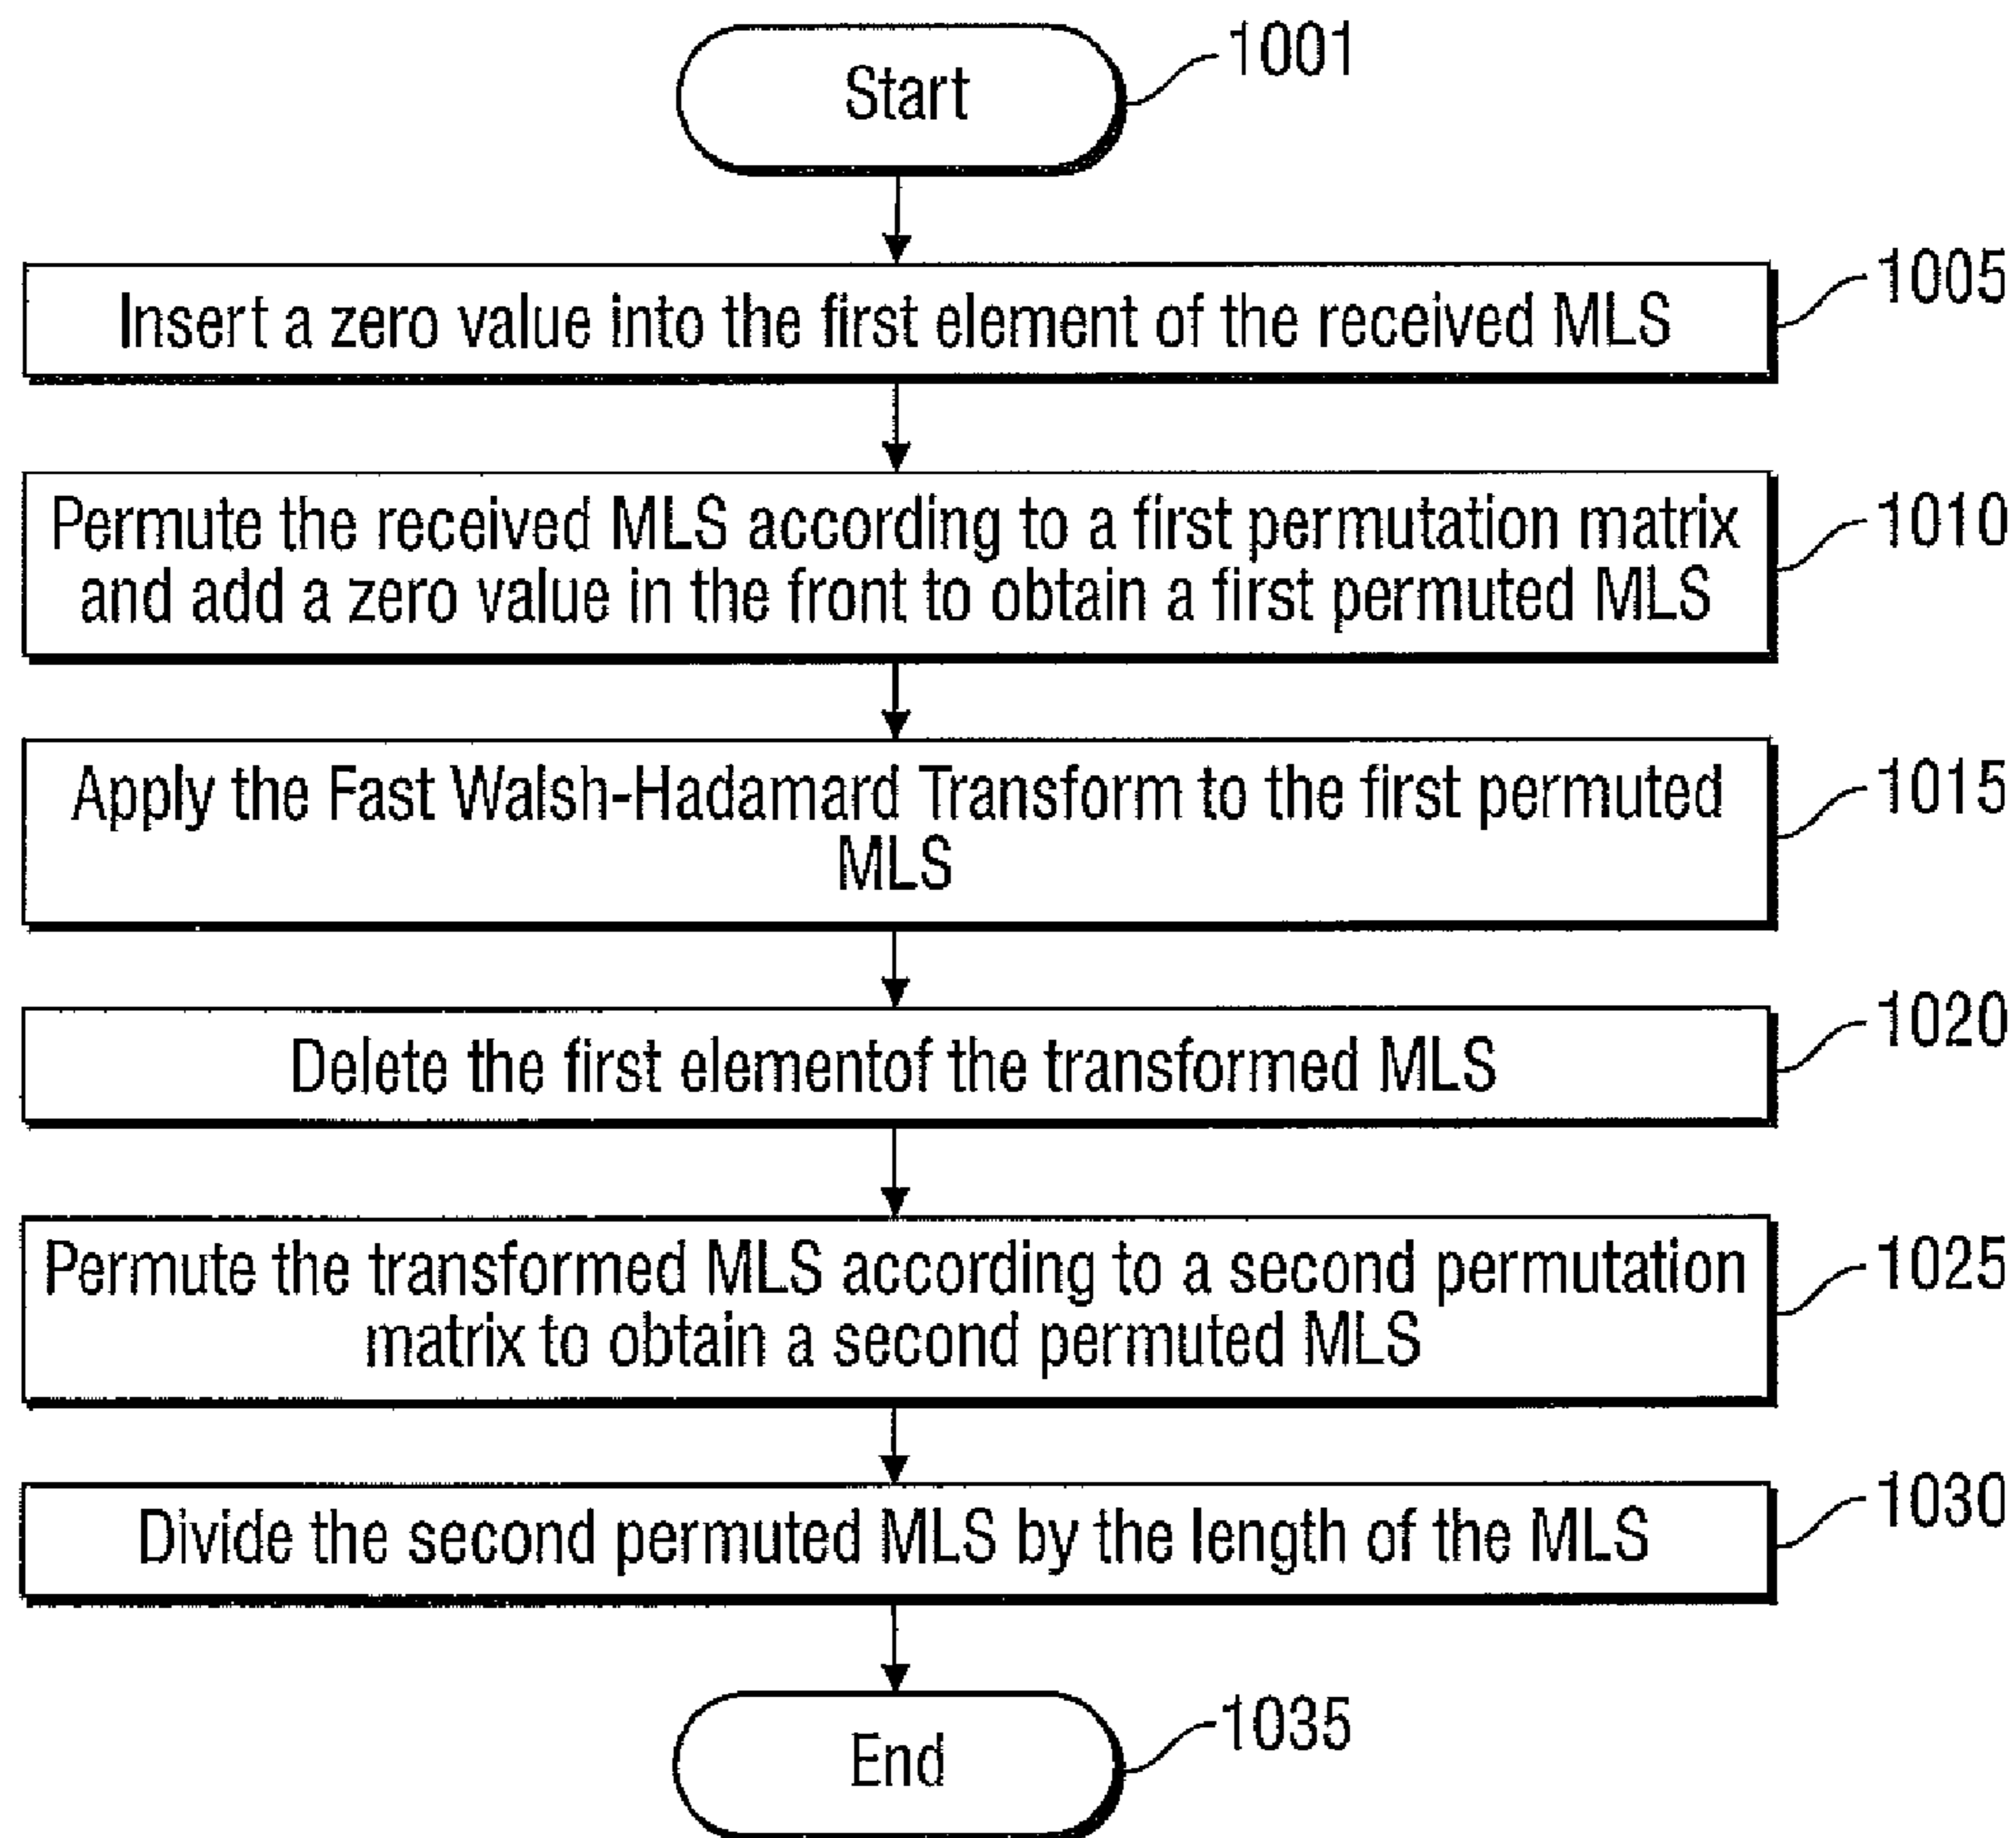 Start
1001
Insert a zero value into the first element of the received MLS
1005
Permute the received MLS according to a first permutation matrix
and add a zero value in the front to obtain a first permuted MLS
1010
Apply the Fast Walsh-Hadamard Transform to the first permuted
MLS
1015
Delete the first elementof the transformed MLS
1020
Permute the transformed MLS according to a second permutation
matrix to obtain a second permuted MLS
1025
Divide the second permuted MLS by the length of the MLS
1030
End
1035